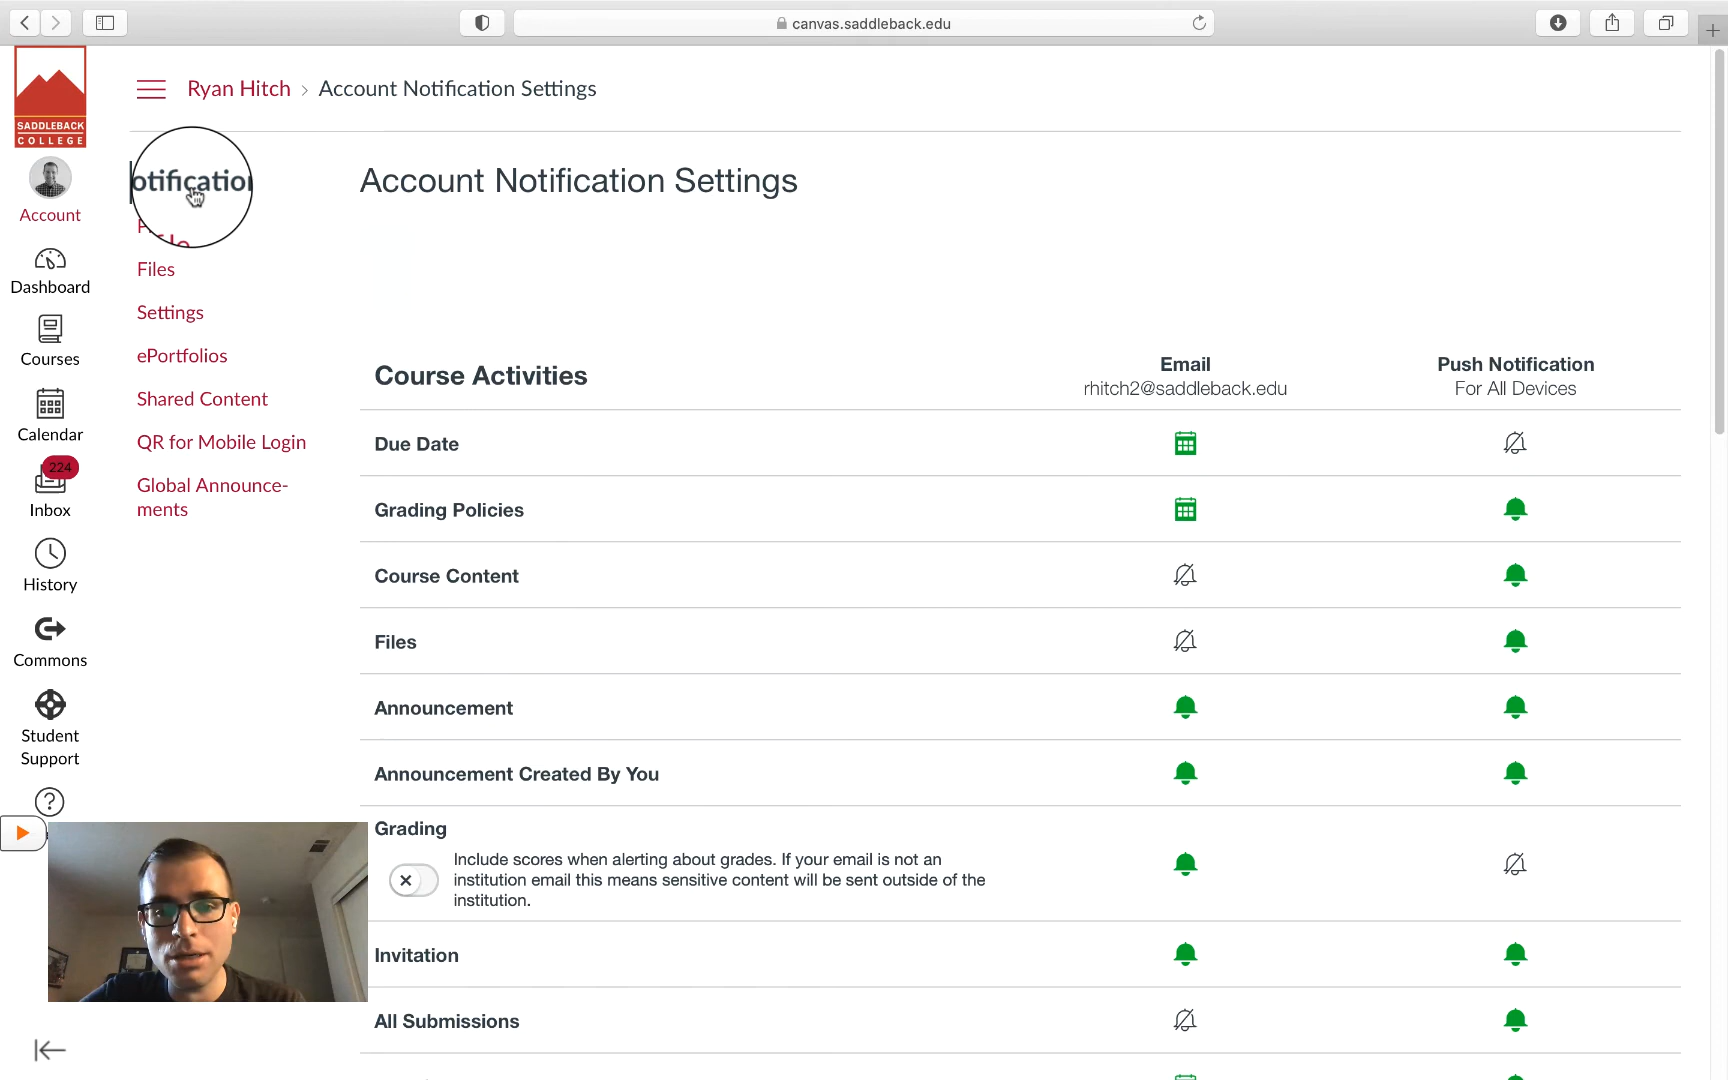 canvas.saddleback.edu
SADDLEBACK
COLLEGE
Ryan Hitch › Account Notification Settings
Account
Dashboard
Courses
Calendar
224
Inbox
History
Commons
Student
Support
Files
Settings
ePortfolios
Shared Content
QR for Mobile Login
Global Announce-
ments
Account Notification Settings
Course Activities
Email
rhitch2@saddleback.edu
Push Notification
For All Devices
Due Date
Grading Policies
Course Content
Files
Announcement
Announcement Created By You
Grading
Include scores when alerting about grades. If your email is not an
institution email this means sensitive content will be sent outside of the
institution.
Invitation
All Submissions